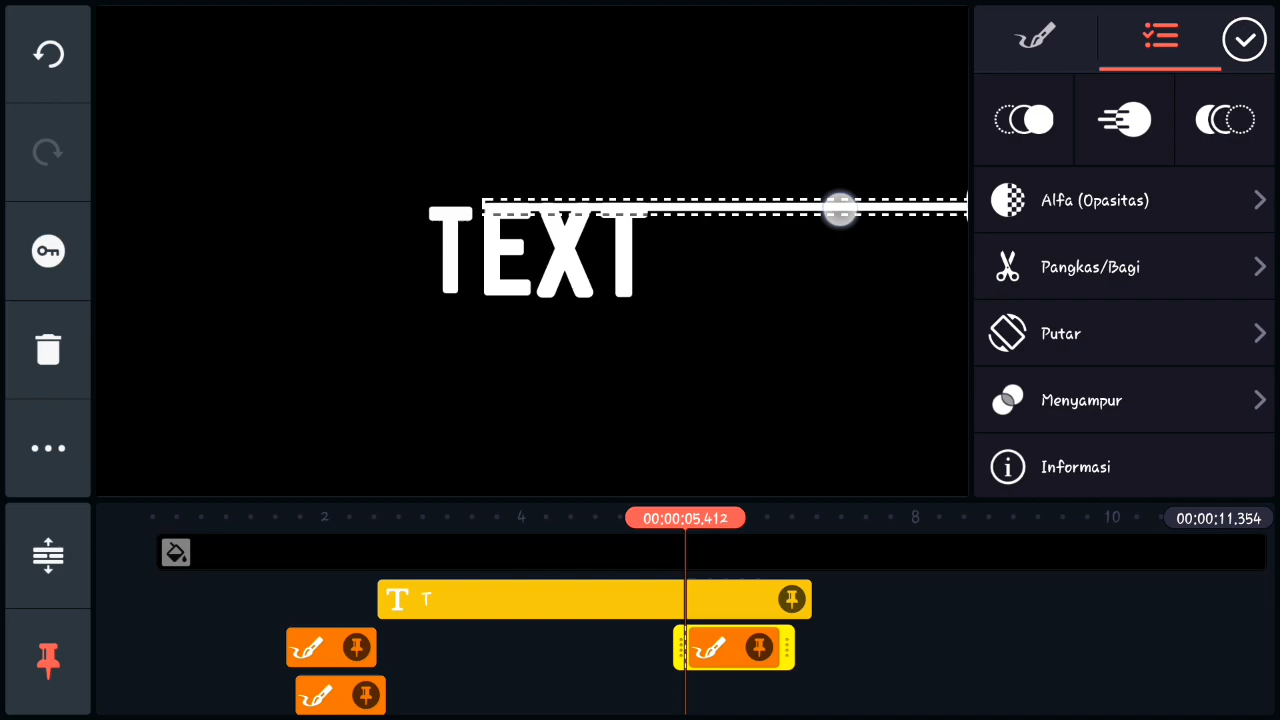 TEXT
Alfa (Opasitas)
Pangkas/Bagi
Putar
Menyampur
Informasi
2
4
00:00:05.412
8
10
00:00:11.354
T T